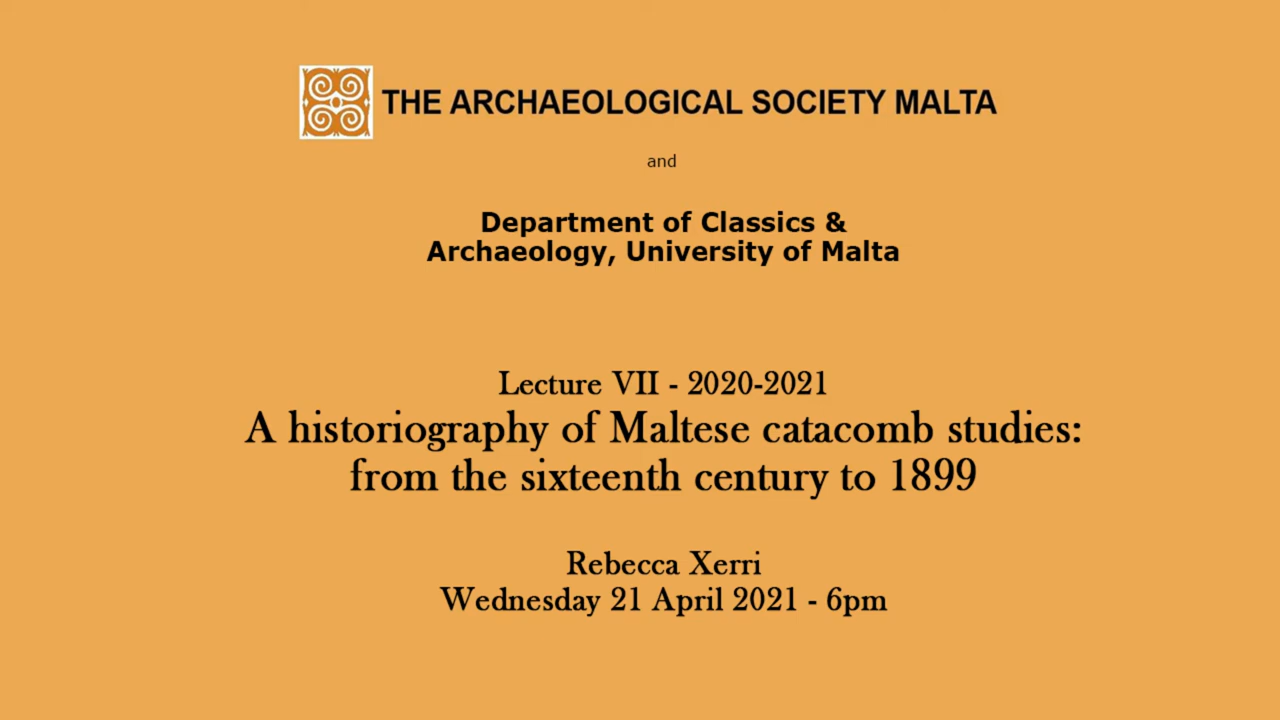 THE ARCHAEOLOGICAL SOCIETY MALTA
and
Department of Classics &
Archaeology, University of Malta
Lecture VII - 2020-2021
A historiography of Maltese catacomb studies:
from the sixteenth century to 1899
Rebecca Xerri
Wednesday 21 April 2021 - 6pm